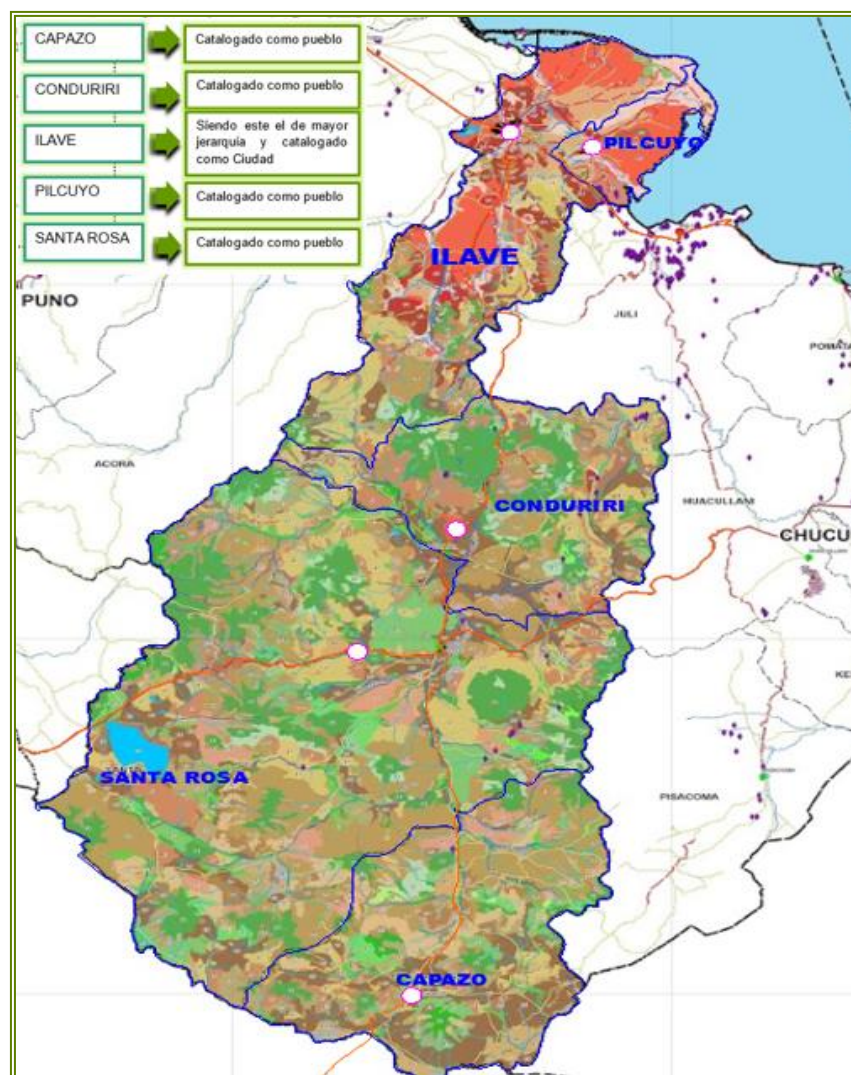 CAPAZO
Catalogado como pueblo
CONDURIRI
Catalogado como pueblo
ILAVE
Siendo este el de mayor
jerarquía y catalogado
como Ciudad
PILCUYO
Catalogado como pueblo
SANTA ROSA
Catalogado como pueblo
PILCUYO
ILAVE
PUNO
JULI
POMATA
ACORA
CONDURIRI
HUACULLANI
CHUCU
KE
SANTA ROSA
PISACOMA
CAPAZO